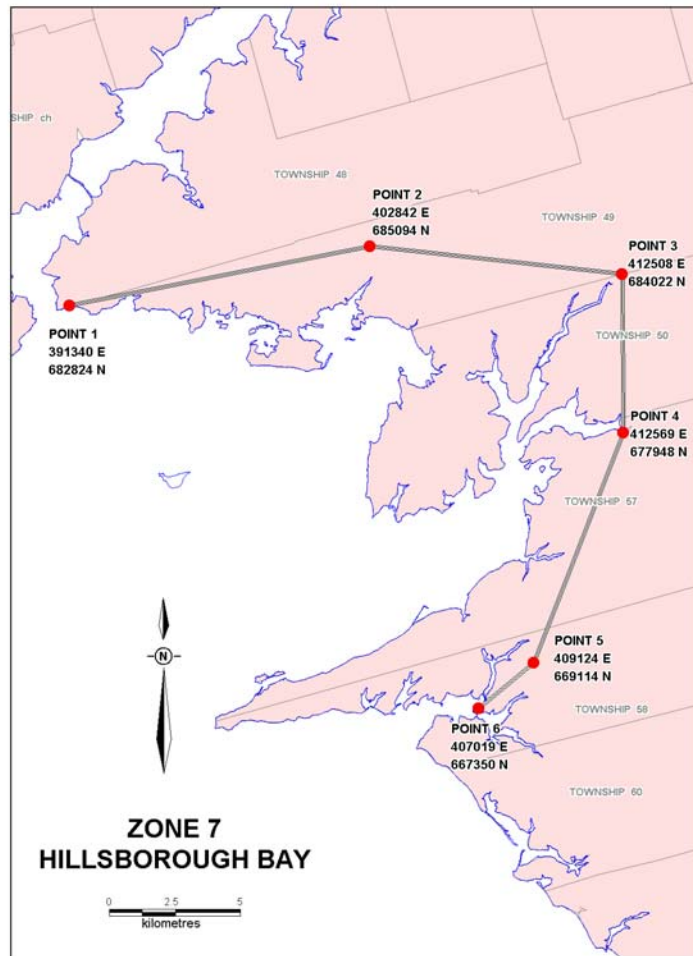 SHIP ch
TOWNSHIP 48
POINT 2
402842 E
685094 N
TOWNSHIP 49
POINT 3
412508 E
684022 N
POINT 1
391340 E
682824 N
TOWNSHIP 50
POINT 4
412569 E
677948 N
TOWNSHIP 57
N
POINT 5
409124 E
669114 N
TOWNSHIP 58
POINT 6
407019 E
667350 N
TOWNSHIP 60
ZONE 7
HILLSBOROUGH BAY
0 2.5 5
kilometres